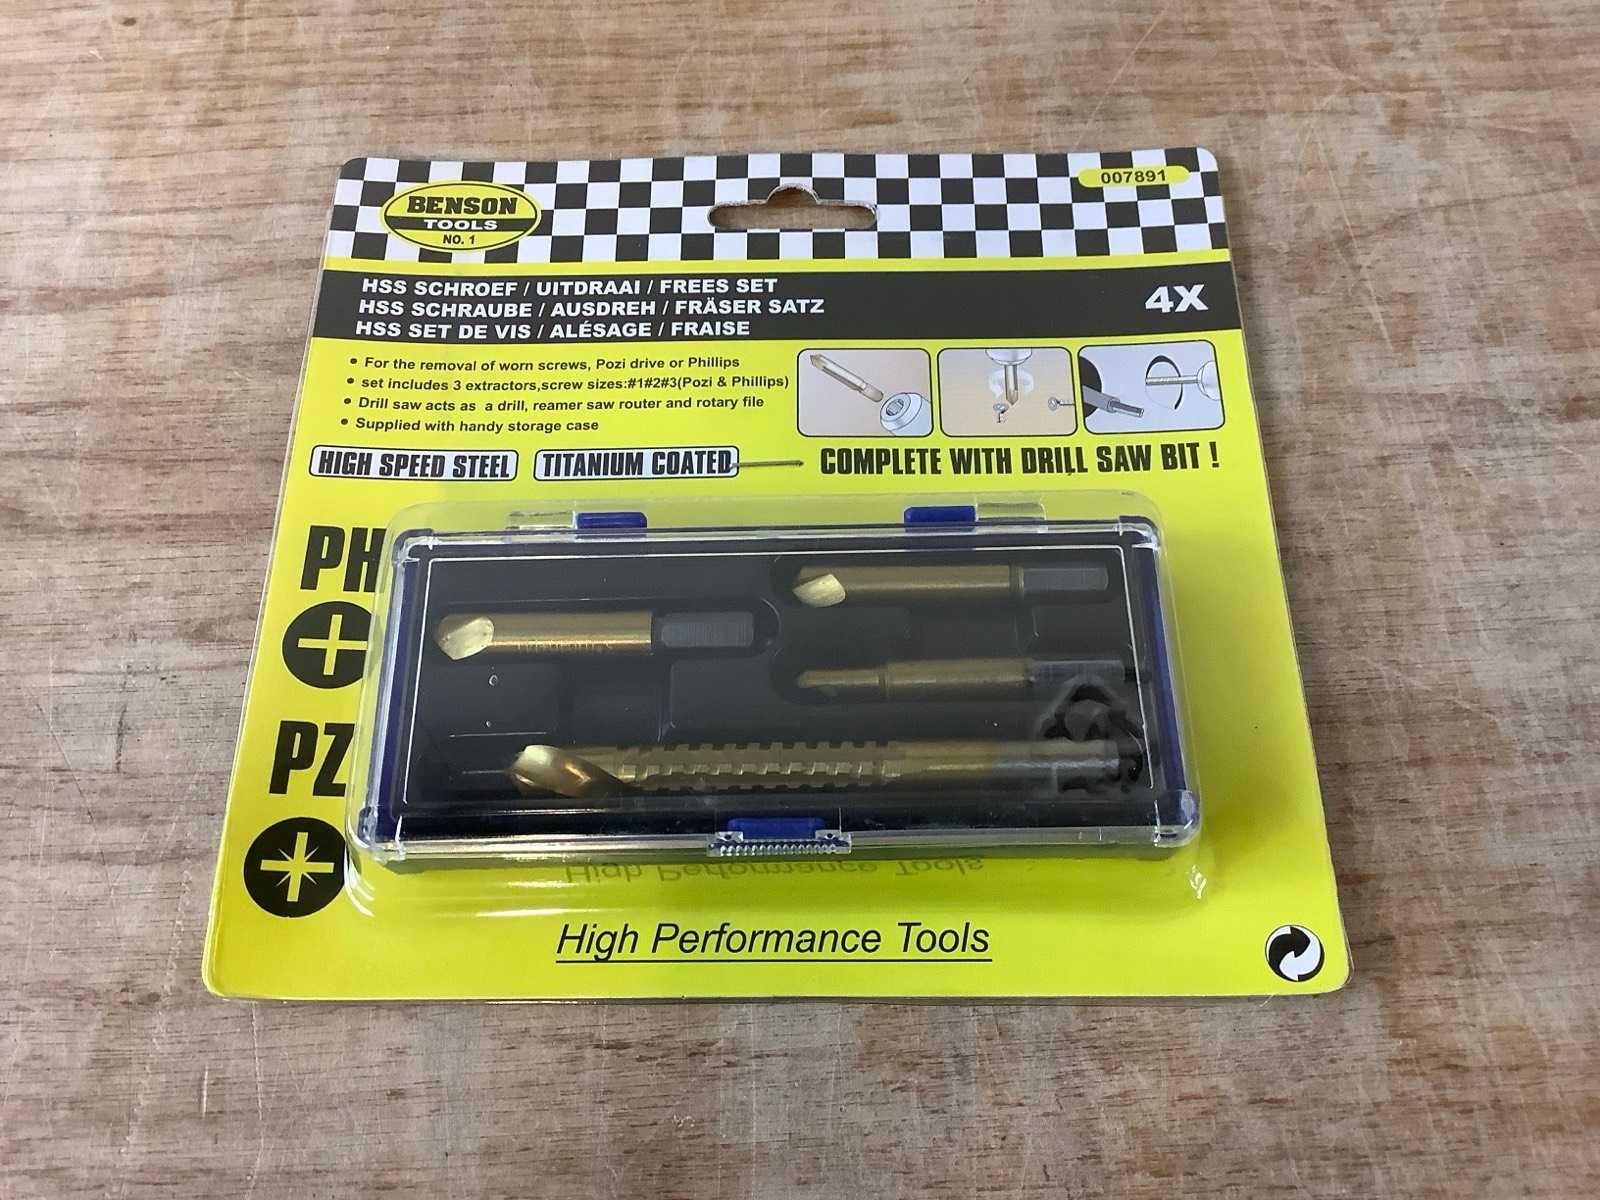 BENSON
TOOLS
NO. 1
007891
HSS SCHROEF / UITDRAAI / FREES SET
HSS SCHRAUBE / AUSDREH / FRÄSER SATZ
HSS SET DE VIS / ALÉSAGE / FRAISE
4X
• For the removal of worn screws, Pozi drive or Phillips
• set includes 3 extractors,screw sizes:#1#2#3(Pozi & Phillips)
• Drill saw acts as a drill, reamer saw router and rotary file
• Supplied with handy storage case
HIGH SPEED STEEL
TITANIUM COATED
COMPLETE WITH DRILL SAW BIT !
PH
PZ
High Performance Tools